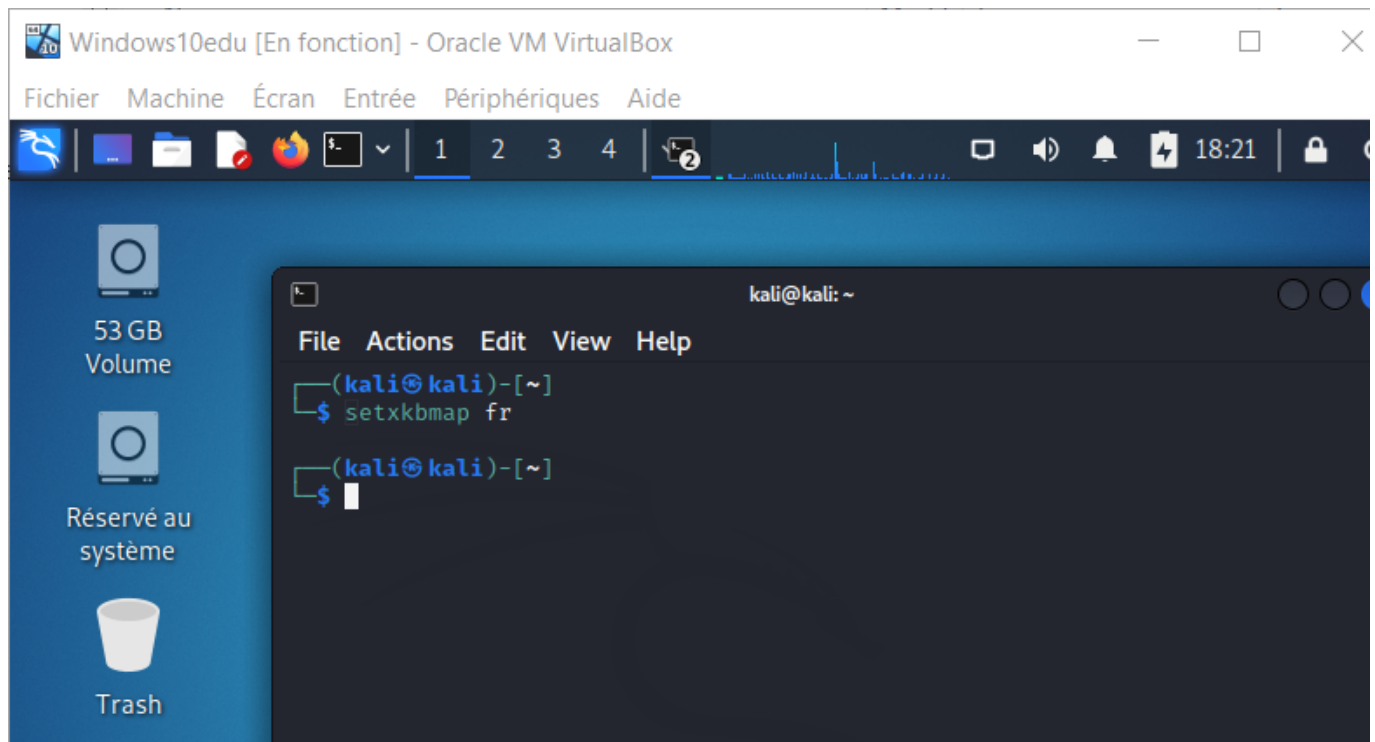 Windows10edu [En fonction] - Oracle VM VirtualBox
Fichier Machine Écran Entrée Périphériques Aide
1 2 3 4 2 18:21
53 GB
Volume
Réservé au
système
Trash
kali@kali: ~
File Actions Edit View Help
┌──(kali㉿kali)-[~]
└─$ setxkbmap fr
┌──(kali㉿kali)-[~]
└─$